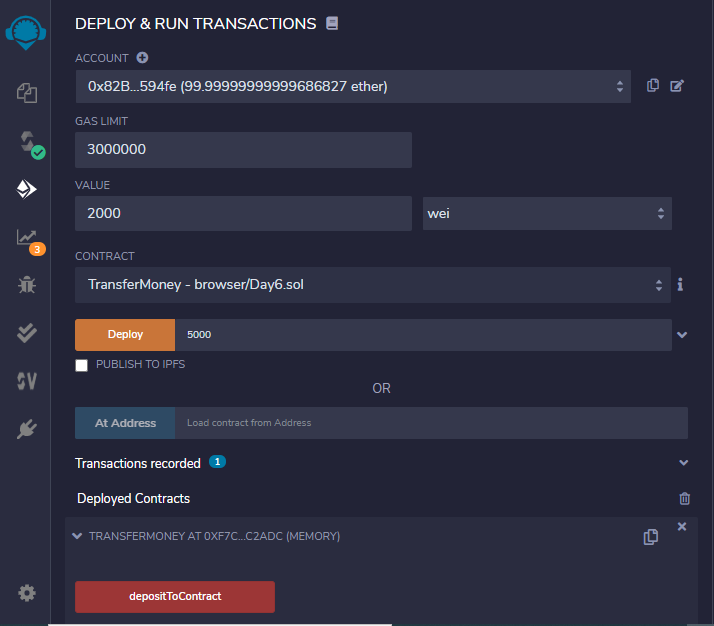 DEPLOY & RUN TRANSACTIONS
ACCOUNT
0x82B...594fe (99.99999999999686827 ether)
GAS LIMIT
3000000
VALUE
2000 wei
CONTRACT
TransferMoney - browser/Day6.sol
Deploy 5000
PUBLISH TO IPFS
OR
At Address Load contract from Address
Transactions recorded 1
Deployed Contracts
TRANSFERMONEY AT 0XF7C...C2ADC (MEMORY)
depositToContract
3
SV